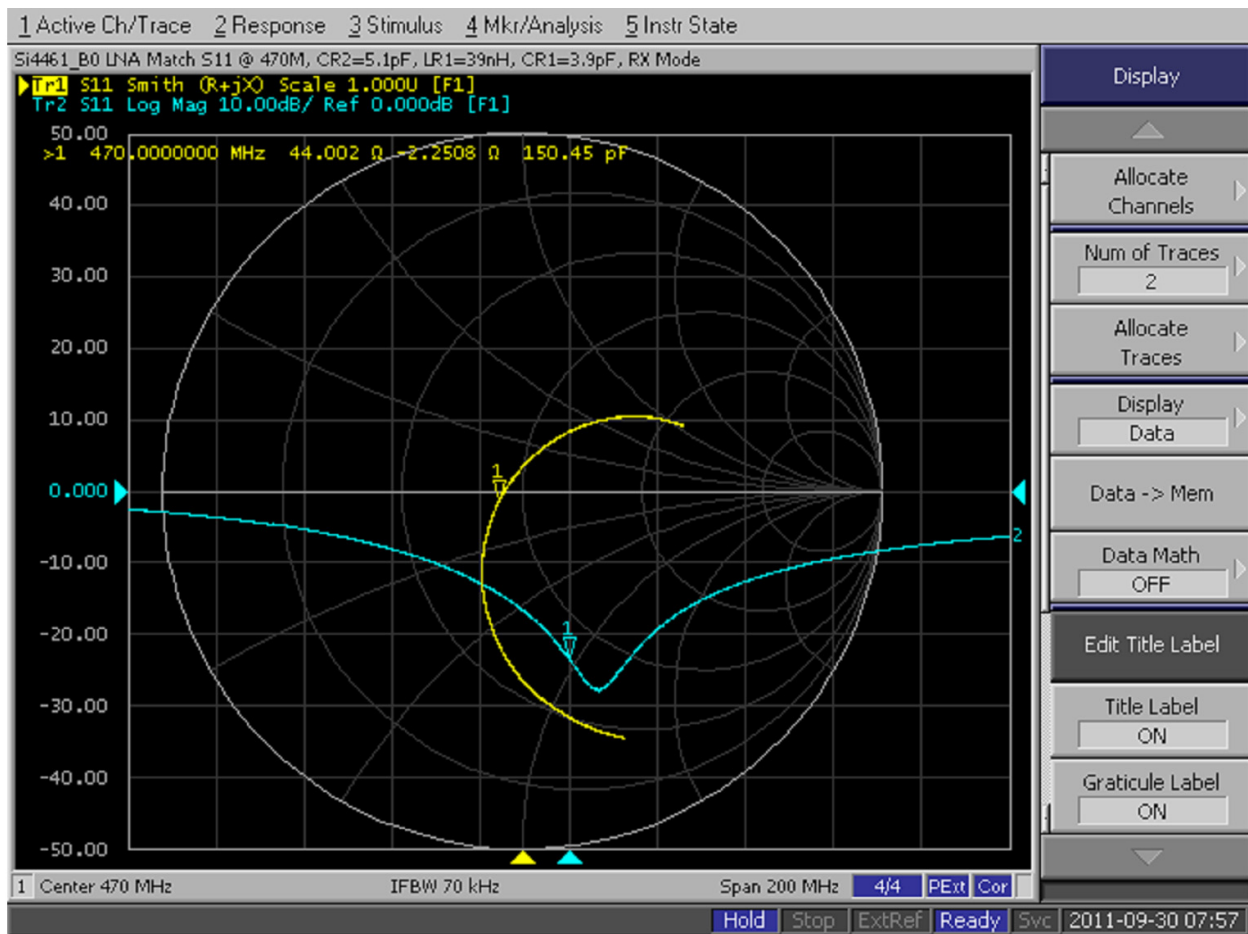 1 Active Ch/Trace 2 Response 3 Stimulus 4 Mkr/Analysis 5 Instr State
Si4461_B0 LNA Match S11 @ 470M, CR2=5.1pF, LR1=39nH, CR1=3.9pF, RX Mode
Tr1 S11 Smith (R+jX) Scale 1.000U [F1]
Tr2 S11 Log Mag 10.00dB/ Ref 0.000dB [F1]
50.00
>1 470.0000000 MHz 44.002 Ω -2.2508 Ω 150.45 pF
40.00
30.00
20.00
10.00
0.000
-10.00
-20.00
-30.00
-40.00
-50.00
1
1
2
1 Center 470 MHz IFBW 70 kHz Span 200 MHz 4/4 PExt Cor
Display
Allocate
Channels
Num of Traces
2
Allocate
Traces
Display
Data
Data -> Mem
Data Math
OFF
Edit Title Label
Title Label
ON
Graticule Label
ON
Hold Stop ExtRef Ready Svc 2011-09-30 07:57